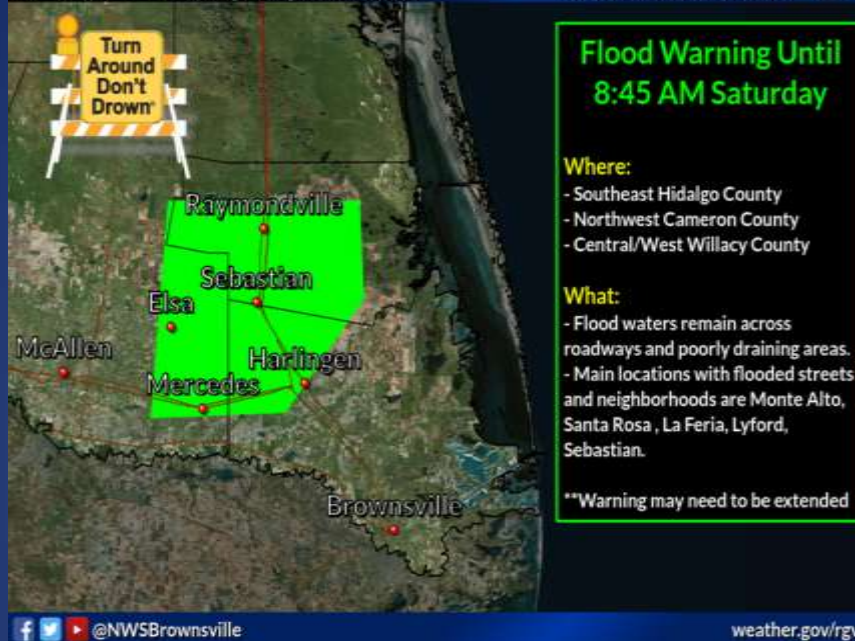 Turn
Around
Don't
Drown®
Raymondville
Sebastian
Elsa
McAllen
Harlingen
Mercedes
Brownsville
Flood Warning Until
8:45 AM Saturday
Where:
- Southeast Hidalgo County
- Northwest Cameron County
- Central/West Willacy County
What:
- Flood waters remain across
roadways and poorly draining areas.
- Main locations with flooded streets
and neighborhoods are Monte Alto,
Santa Rosa , La Feria, Lyford,
Sebastian.
**Warning may need to be extended
@NWSBrownsville
weather.gov/rgv